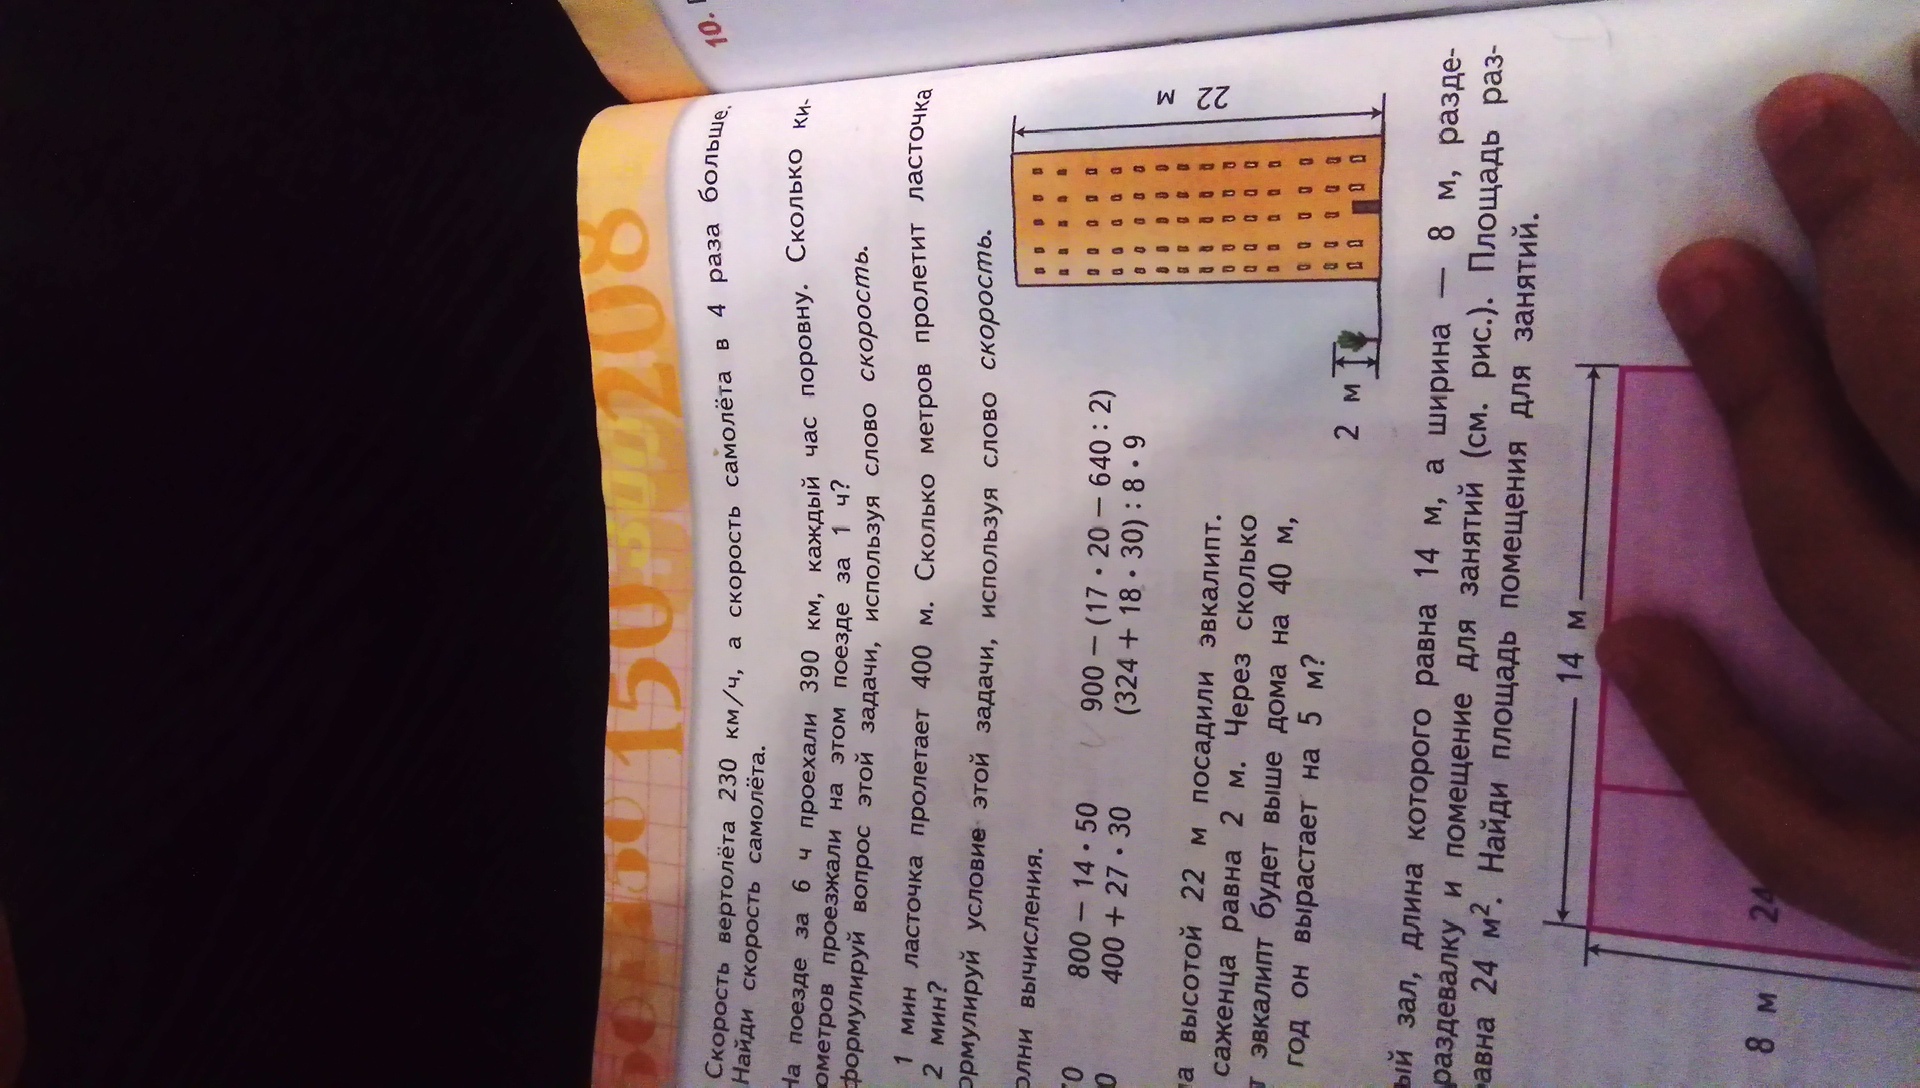 10.
150
208
Скорость вертолёта 230 км/ч, а скорость самолёта в 4 раза больше.
Найди скорость самолёта.
На поезде за 6 ч проехали 390 км, каждый час поровну. Сколько ки-
ометров проезжали на этом поезде за 1 ч?
формулируй вопрос этой задачи, используя слово скорость.
1 мин ласточка пролетает 400 м. Сколько метров пролетит ласточка
2 мин?
ормулируй условие этой задачи, используя слово скорость.
олни вычисления.
800 − 14 • 50 900 − (17 • 20 − 640 : 2)
400 + 27 • 30 (324 + 18 • 30) : 8 • 9
22 м
2 м
а высотой 22 м посадили эвкалипт.
саженца равна 2 м. Через сколько
т эвкалипт будет выше дома на 40 м,
год он вырастает на 5 м?
ый зал, длина которого равна 14 м, а ширина — 8 м, разде-
раздевалку и помещение для занятий (см. рис.). Площадь раз-
авна 24 м². Найди площадь помещения для занятий.
14 м
8 м
24